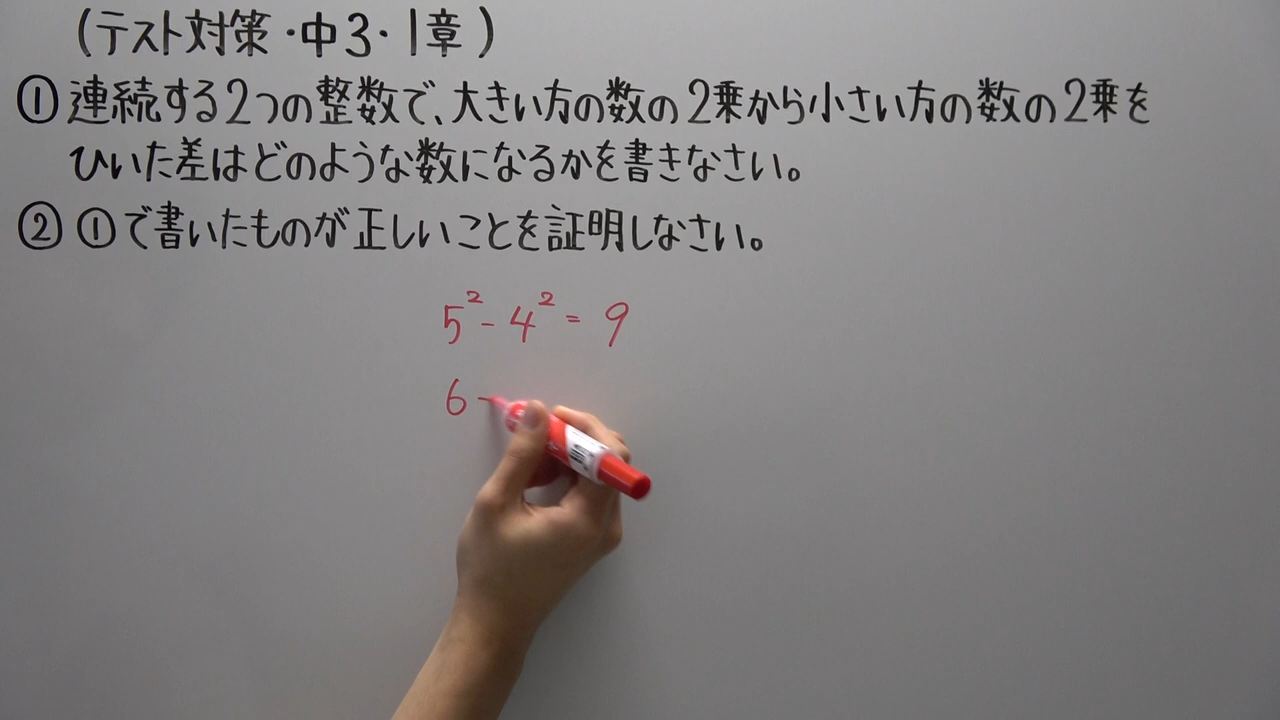 (テスト対策・中3・1章)
① 連続する2つの整数で、大きい方の数の2乗から小さい方の数の2乗を
ひいた差はどのような数になるかを書きなさい。
② ①で書いたものが正しいことを証明しなさい。
5² - 4² = 9
6 -